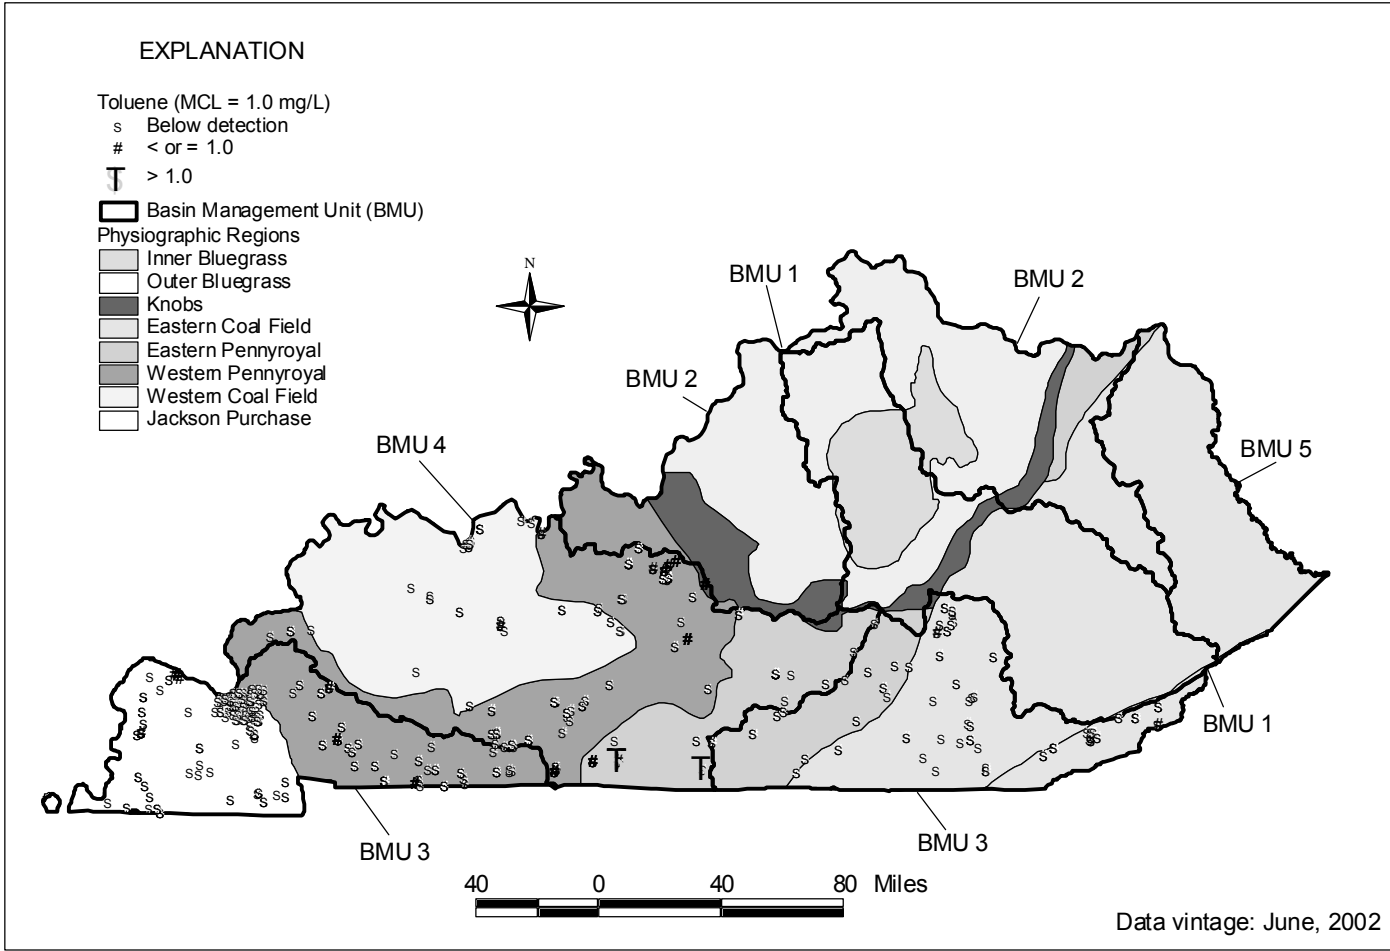 EXPLANATION
Toluene (MCL = 1.0 mg/L)
s Below detection
# < or = 1.0
T > 1.0
Basin Management Unit (BMU)
Physiographic Regions
Inner Bluegrass
Outer Bluegrass
Knobs
Eastern Coal Field
Eastern Pennyroyal
Western Pennyroyal
Western Coal Field
Jackson Purchase
N
BMU 1
BMU 2
BMU 2
BMU 4
BMU 5
BMU 1
BMU 3
BMU 3
40 0 40 80 Miles
Data vintage: June, 2002